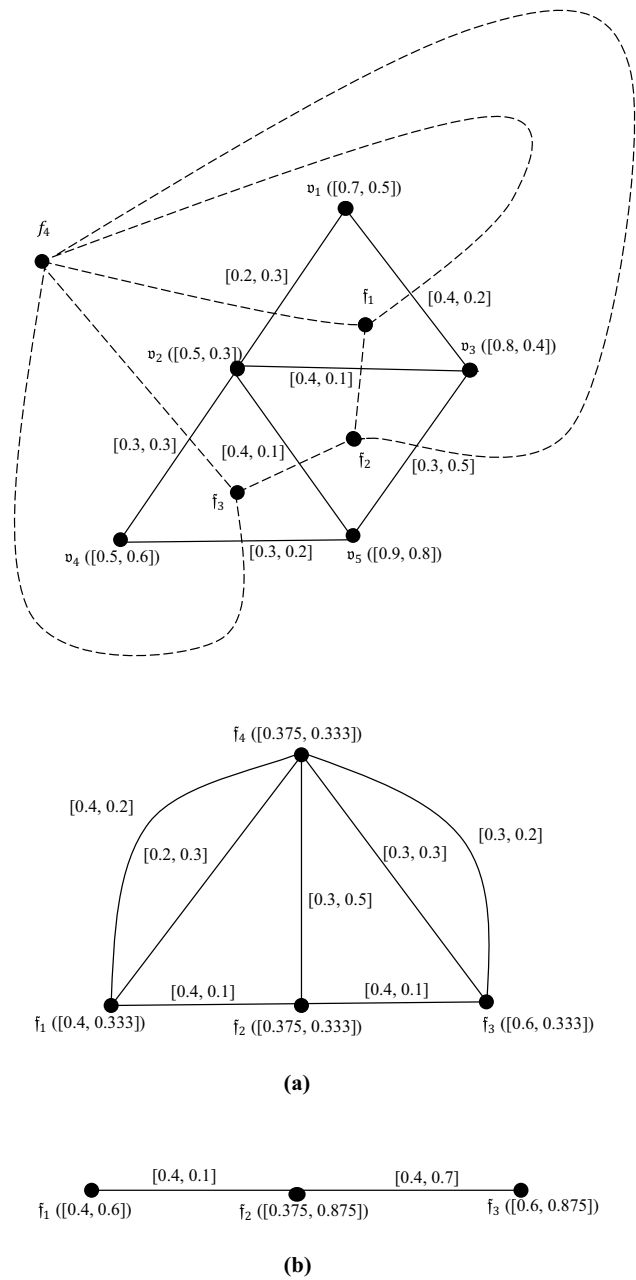 𝔳₁ ([0.7, 0.5])
f₄
[0.2, 0.3]
𝔣₁
[0.4, 0.2]
𝔳₂ ([0.5, 0.3])
𝔳₃ ([0.8, 0.4])
[0.4, 0.1]
[0.3, 0.3]
[0.4, 0.1]
𝔣₂
[0.3, 0.5]
𝔣₃
𝔳₄ ([0.5, 0.6])
[0.3, 0.2]
𝔳₅ ([0.9, 0.8])
𝔣₄ ([0.375, 0.333])
[0.4, 0.2]
[0.3, 0.2]
[0.2, 0.3]
[0.3, 0.3]
[0.3, 0.5]
[0.4, 0.1]
[0.4, 0.1]
𝔣₁ ([0.4, 0.333])
𝔣₂ ([0.375, 0.333])
𝔣₃ ([0.6, 0.333])
(a)
[0.4, 0.1]
[0.4, 0.7]
𝔣₁ ([0.4, 0.6])
𝔣₂ ([0.375, 0.875])
𝔣₃ ([0.6, 0.875])
(b)